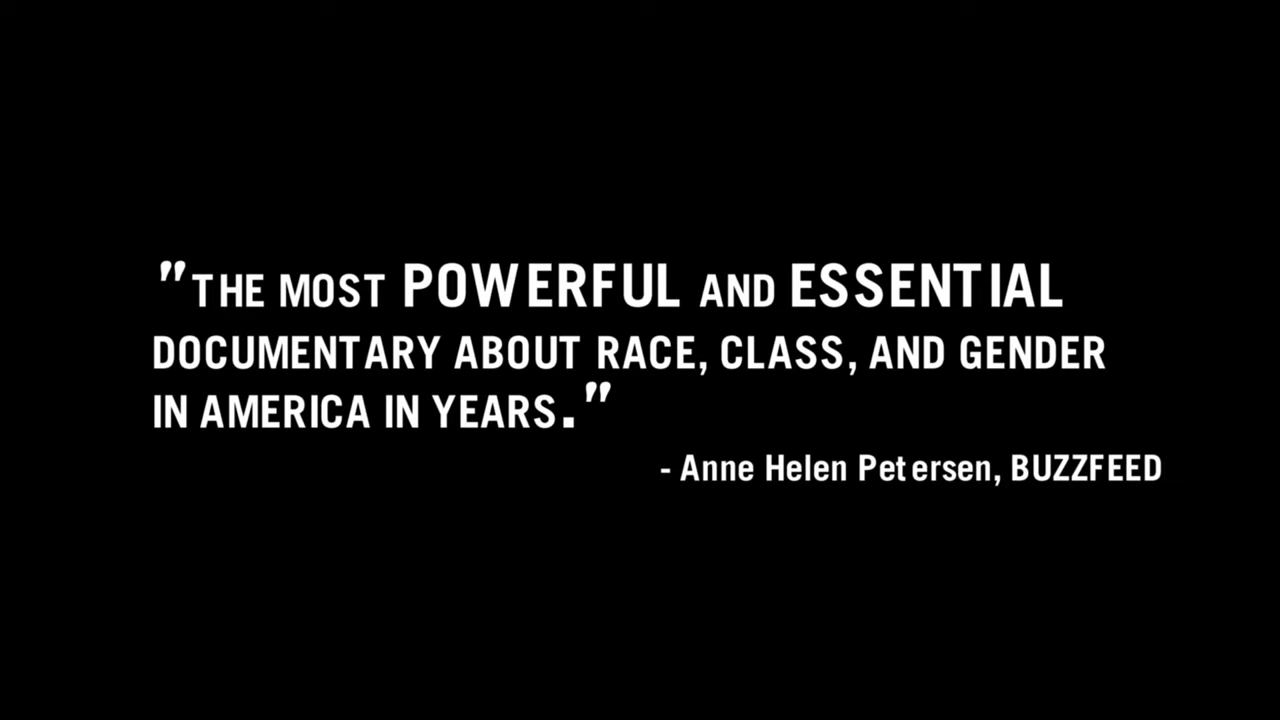 "THE MOST POWERFUL AND ESSENTIAL
DOCUMENTARY ABOUT RACE, CLASS, AND GENDER
IN AMERICA IN YEARS."
- Anne Helen Petersen, BUZZFEED